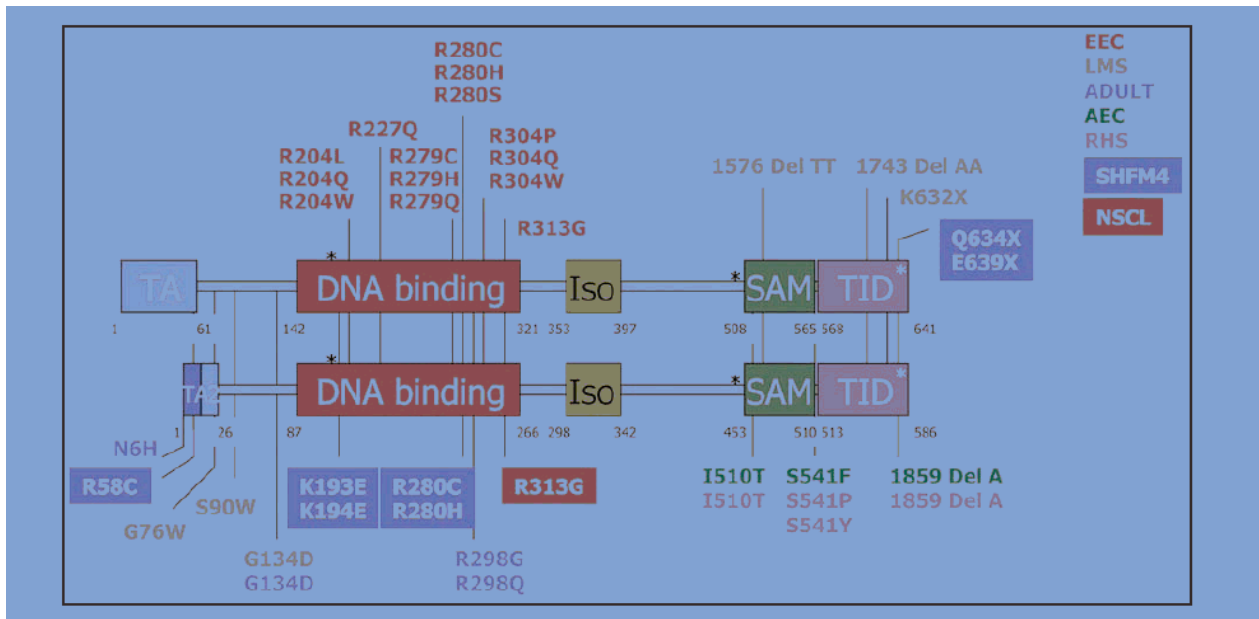 EEC
LMS
ADULT
AEC
RHS
SHFM4
NSCL
R280C
R280H
R280S
R227Q
R204L
R204Q
R204W
R279C
R279H
R279Q
R304P
R304Q
R304W
R313G
1576 Del TT
1743 Del AA
K632X
Q634X
E639X
TA
* DNA binding
Iso
* SAM
TID *
1 61 142 321 353 397 508 565 568 641
TA2
* DNA binding
Iso
* SAM
TID *
1 26 87 266 298 342 453 510 513 586
N6H
R58C
G76W
S90W
G134D
G134D
K193E
K194E
R280C
R280H
R298G
R298Q
R313G
I510T
I510T
S541F
S541P
S541Y
1859 Del A
1859 Del A